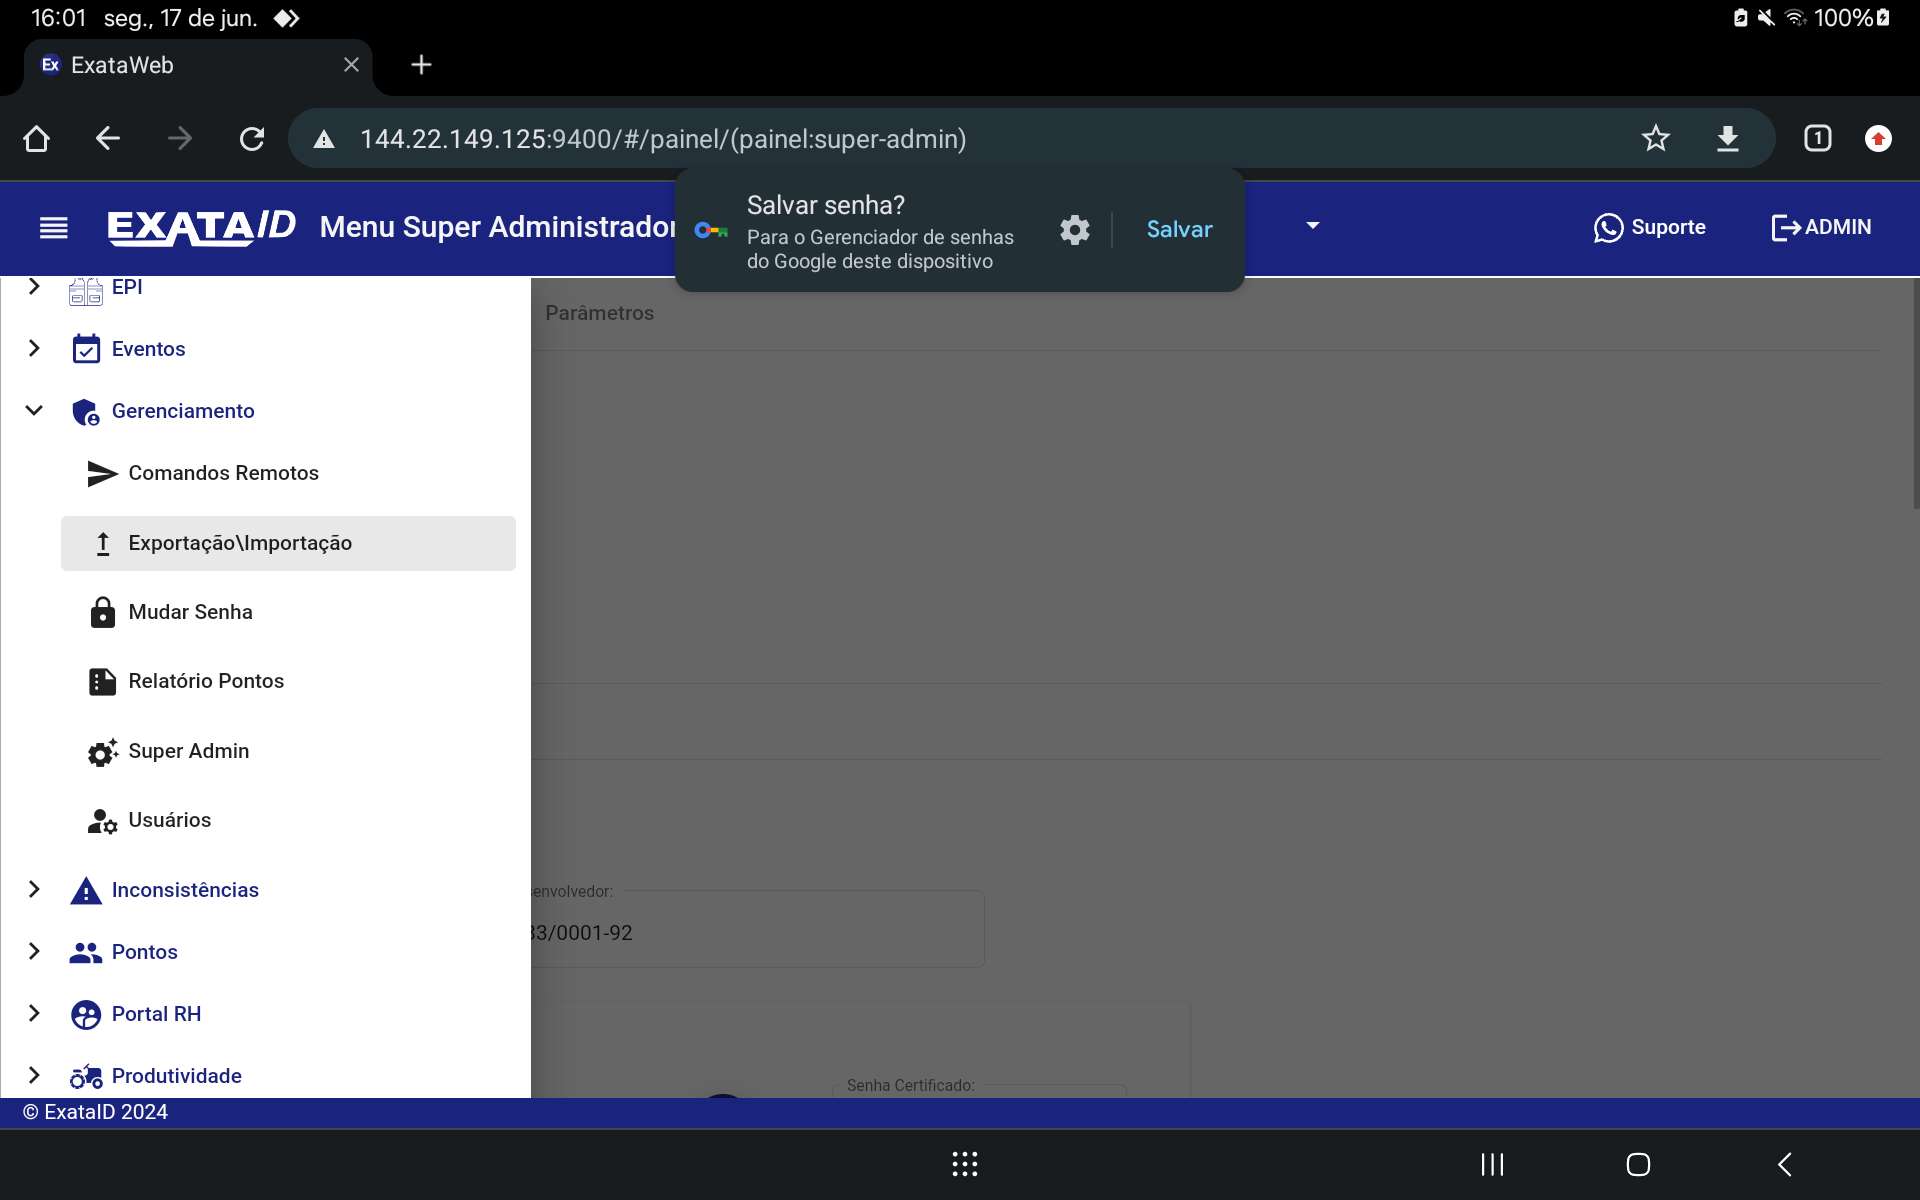 16:01 seg., 17 de jun.
100%
Ex ExataWeb
144.22.149.125:9400/#/painel/(painel:super-admin)
1
EXATAID Menu Super Administrador
Salvar senha?
Para o Gerenciador de senhas
do Google deste dispositivo
Salvar
Suporte
ADMIN
EPI
Eventos
Gerenciamento
Comandos Remotos
Exportação\Importação
Mudar Senha
Relatório Pontos
Super Admin
Usuários
Inconsistências
Pontos
Portal RH
Produtividade
Parâmetros
envolvedor:
33/0001-92
Senha Certificado:
© ExataID 2024